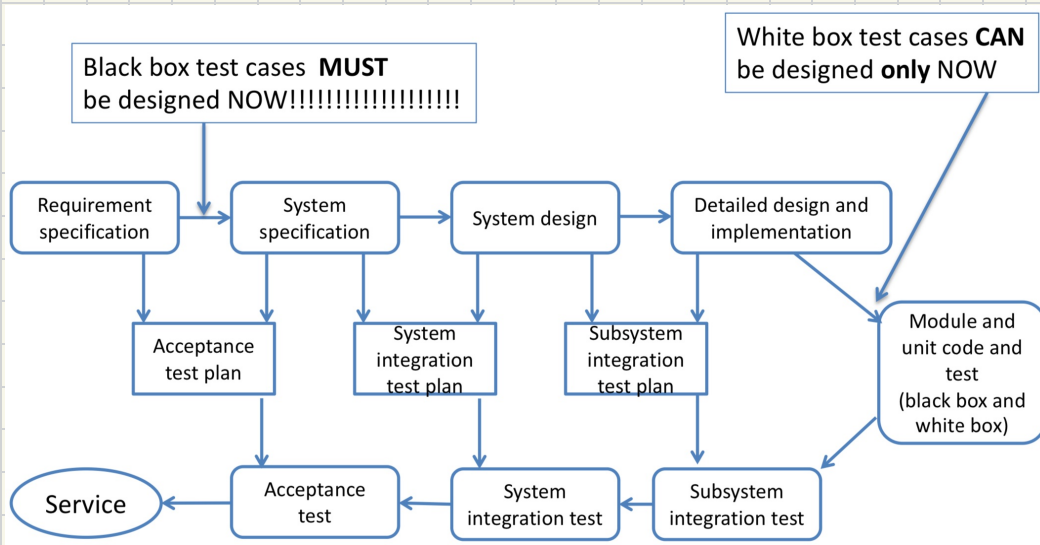 Black box test cases MUST
be designed NOW!!!!!!!!!!!!!!!!!!!
White box test cases CAN
be designed only NOW
Requirement
specification
System
specification
System design
Detailed design and
implementation
Acceptance
test plan
System
integration
test plan
Subsystem
integration
test plan
Module and
unit code and
test
(black box and
white box)
Service
Acceptance
test
System
integration test
Subsystem
integration test